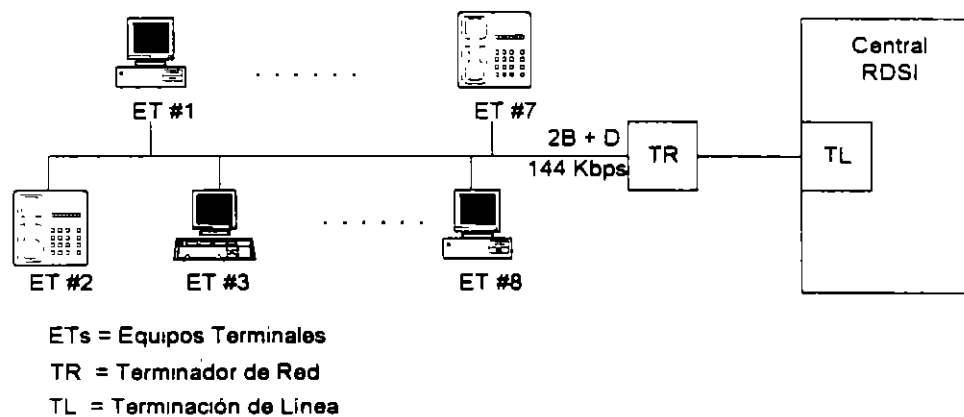 Central
RDSI
ET #1
ET #7
2B + D
144 Kbps
TR
TL
ET #2
ET #3
ET #8
ETs = Equipos Terminales
TR = Terminador de Red
TL = Terminación de Línea